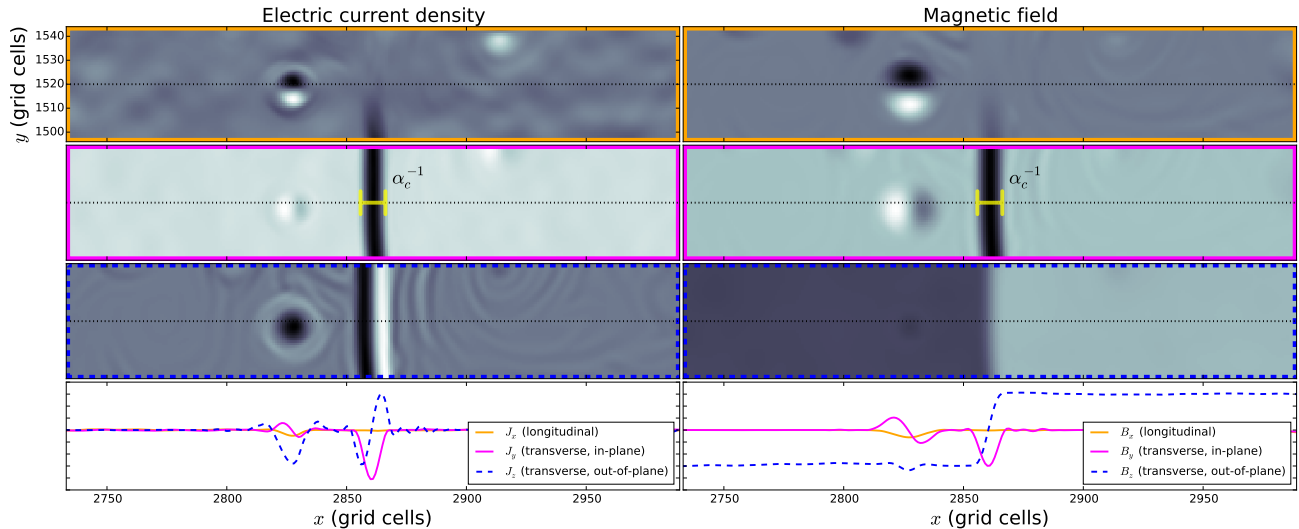 Electric current density
Magnetic field
1540
1530
1520
1510
1500
y (grid cells)
α_c^{-1}
α_c^{-1}
J_x (longitudinal)
J_y (transverse, in-plane)
J_z (transverse, out-of-plane)
B_x (longitudinal)
B_y (transverse, in-plane)
B_z (transverse, out-of-plane)
2750 2800 2850 2900 2950
2750 2800 2850 2900 2950
x (grid cells)
x (grid cells)